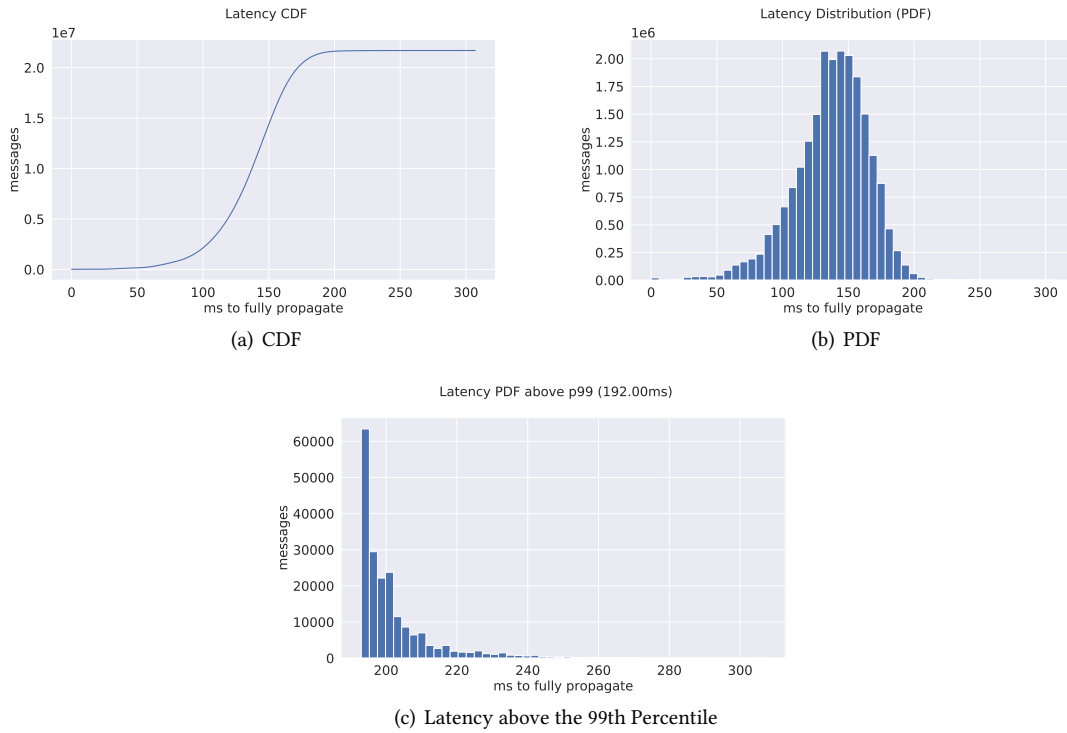 Latency CDF
1e7
2.0
1.5
1.0
0.5
0.0
messages
0 50 100 150 200 250 300
ms to fully propagate
(a) CDF
Latency Distribution (PDF)
1e6
2.00
1.75
1.50
1.25
1.00
0.75
0.50
0.25
0.00
messages
0 50 100 150 200 250 300
ms to fully propagate
(b) PDF
Latency PDF above p99 (192.00ms)
60000
50000
40000
30000
20000
10000
0
messages
200 220 240 260 280 300
ms to fully propagate
(c) Latency above the 99th Percentile